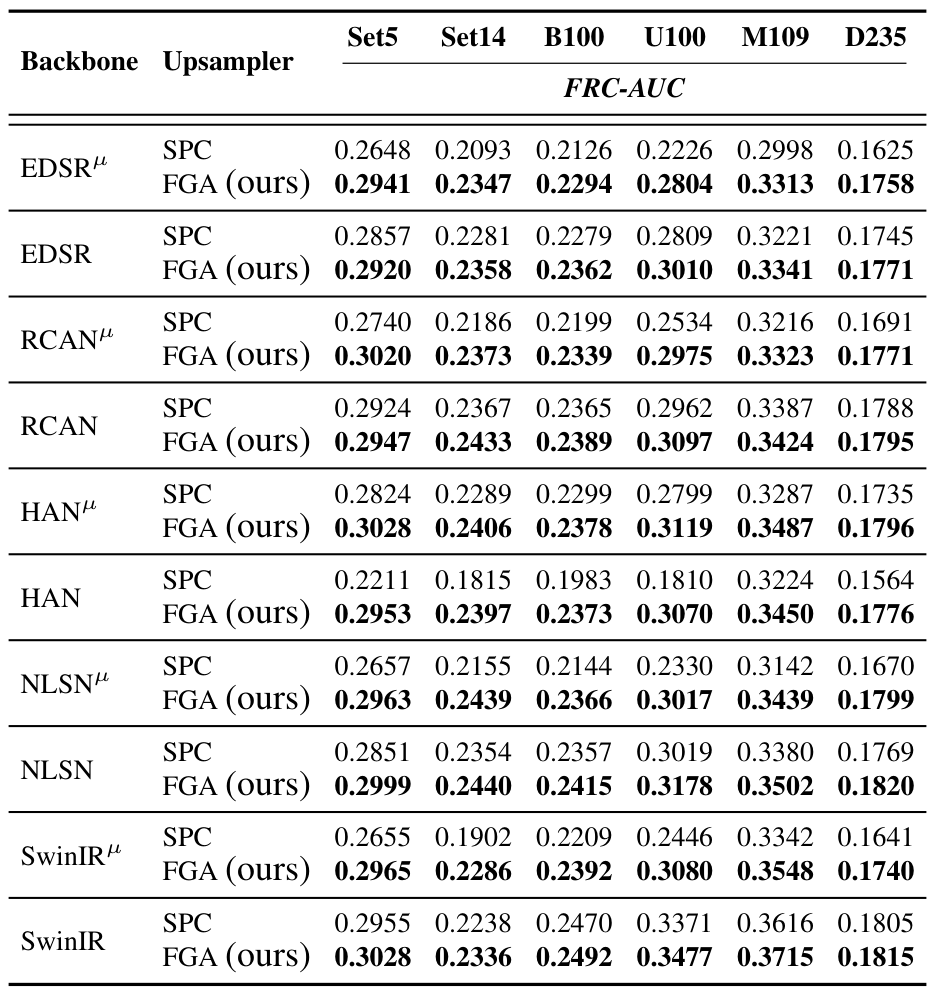 Backbone Upsampler Set5 Set14 B100 U100 M109 D235
FRC-AUC
EDSRμ SPC 0.2648 0.2093 0.2126 0.2226 0.2998 0.1625
FGA (ours) 0.2941 0.2347 0.2294 0.2804 0.3313 0.1758
EDSR SPC 0.2857 0.2281 0.2279 0.2809 0.3221 0.1745
FGA (ours) 0.2920 0.2358 0.2362 0.3010 0.3341 0.1771
RCANμ SPC 0.2740 0.2186 0.2199 0.2534 0.3216 0.1691
FGA (ours) 0.3020 0.2373 0.2339 0.2975 0.3323 0.1771
RCAN SPC 0.2924 0.2367 0.2365 0.2962 0.3387 0.1788
FGA (ours) 0.2947 0.2433 0.2389 0.3097 0.3424 0.1795
HANμ SPC 0.2824 0.2289 0.2299 0.2799 0.3287 0.1735
FGA (ours) 0.3028 0.2406 0.2378 0.3119 0.3487 0.1796
HAN SPC 0.2211 0.1815 0.1983 0.1810 0.3224 0.1564
FGA (ours) 0.2953 0.2397 0.2373 0.3070 0.3450 0.1776
NLSNμ SPC 0.2657 0.2155 0.2144 0.2330 0.3142 0.1670
FGA (ours) 0.2963 0.2439 0.2366 0.3017 0.3439 0.1799
NLSN SPC 0.2851 0.2354 0.2357 0.3019 0.3380 0.1769
FGA (ours) 0.2999 0.2440 0.2415 0.3178 0.3502 0.1820
SwinIRμ SPC 0.2655 0.1902 0.2209 0.2446 0.3342 0.1641
FGA (ours) 0.2965 0.2286 0.2392 0.3080 0.3548 0.1740
SwinIR SPC 0.2955 0.2238 0.2470 0.3371 0.3616 0.1805
FGA (ours) 0.3028 0.2336 0.2492 0.3477 0.3715 0.1815